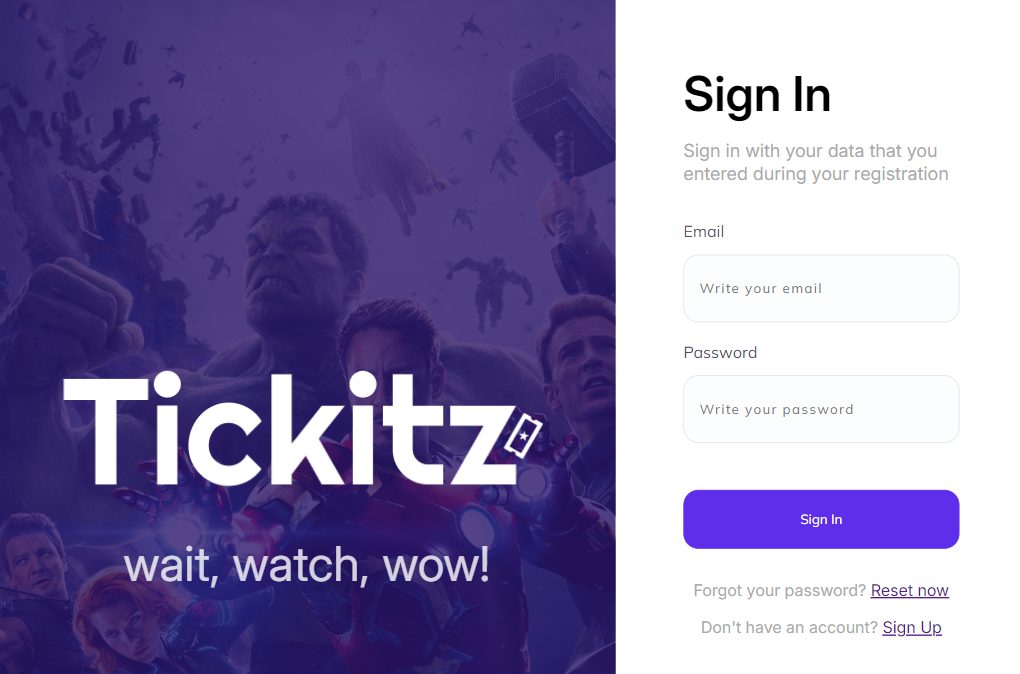 Tickitz
wait, watch, wow!
Sign In
Sign in with your data that you
entered during your registration
Email
Write your email
Password
Write your password
Sign In
Forgot your password? Reset now
Don't have an account? Sign Up